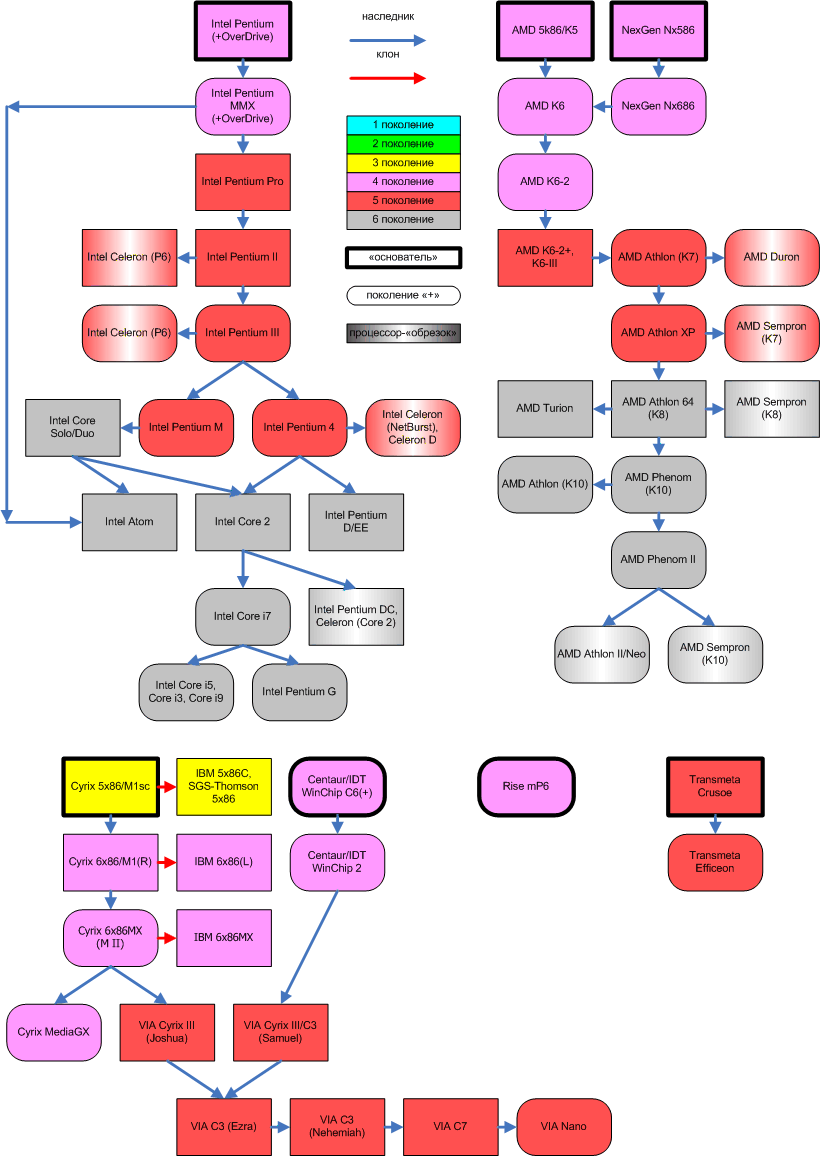 Intel Pentium
(+OverDrive)
наследник
клон
AMD 5k86/K5
NexGen Nx586
Intel Pentium
MMX
(+OverDrive)
AMD K6
NexGen Nx686
1 поколение
2 поколение
3 поколение
4 поколение
5 поколение
6 поколение
Intel Pentium Pro
AMD K6-2
Intel Celeron (P6)
Intel Pentium II
«основатель»
AMD K6-2+,
K6-III
AMD Athlon (K7)
AMD Duron
поколение «+»
Intel Celeron (P6)
Intel Pentium III
процессор-«обрезок»
AMD Athlon XP
AMD Sempron
(K7)
Intel Core
Solo/Duo
Intel Pentium M
Intel Pentium 4
Intel Celeron
(NetBurst),
Celeron D
AMD Turion
AMD Athlon 64
(K8)
AMD Sempron
(K8)
Intel Atom
Intel Core 2
Intel Pentium
D/EE
AMD Athlon (K10)
AMD Phenom
(K10)
AMD Phenom II
Intel Core i7
Intel Pentium DC,
Celeron (Core 2)
AMD Athlon II/Neo
AMD Sempron
(K10)
Intel Core i5,
Core i3, Core i9
Intel Pentium G
Cyrix 5x86/M1sc
IBM 5x86C,
SGS-Thomson
5x86
Centaur/IDT
WinChip C6(+)
Rise mP6
Transmeta
Crusoe
Cyrix 6x86/M1(R)
IBM 6x86(L)
Centaur/IDT
WinChip 2
Transmeta
Efficeon
Cyrix 6x86MX
(M II)
IBM 6x86MX
Cyrix MediaGX
VIA Cyrix III
(Joshua)
VIA Cyrix III/C3
(Samuel)
VIA C3 (Ezra)
VIA C3
(Nehemiah)
VIA C7
VIA Nano